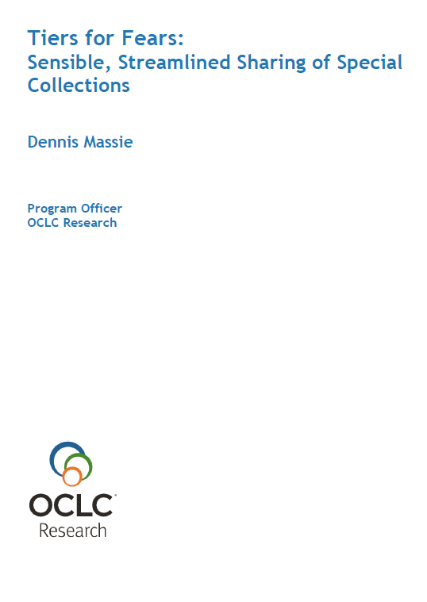 Tiers for Fears:
Sensible, Streamlined Sharing of Special
Collections
Dennis Massie
Program Officer
OCLC Research
OCLC
Research